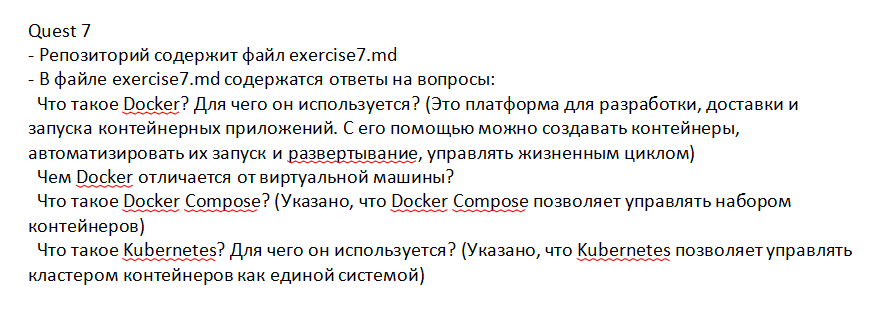 Quest 7
- Репозиторий содержит файл exercise7.md
- В файле exercise7.md содержатся ответы на вопросы:
Что такое Docker? Для чего он используется? (Это платформа для разработки, доставки и
запуска контейнерных приложений. С его помощью можно создавать контейнеры,
автоматизировать их запуск и развертывание, управлять жизненным циклом)
Чем Docker отличается от виртуальной машины?
Что такое Docker Compose? (Указано, что Docker Compose позволяет управлять набором
контейнеров)
Что такое Kubernetes? Для чего он используется? (Указано, что Kubernetes позволяет управлять
кластером контейнеров как единой системой)